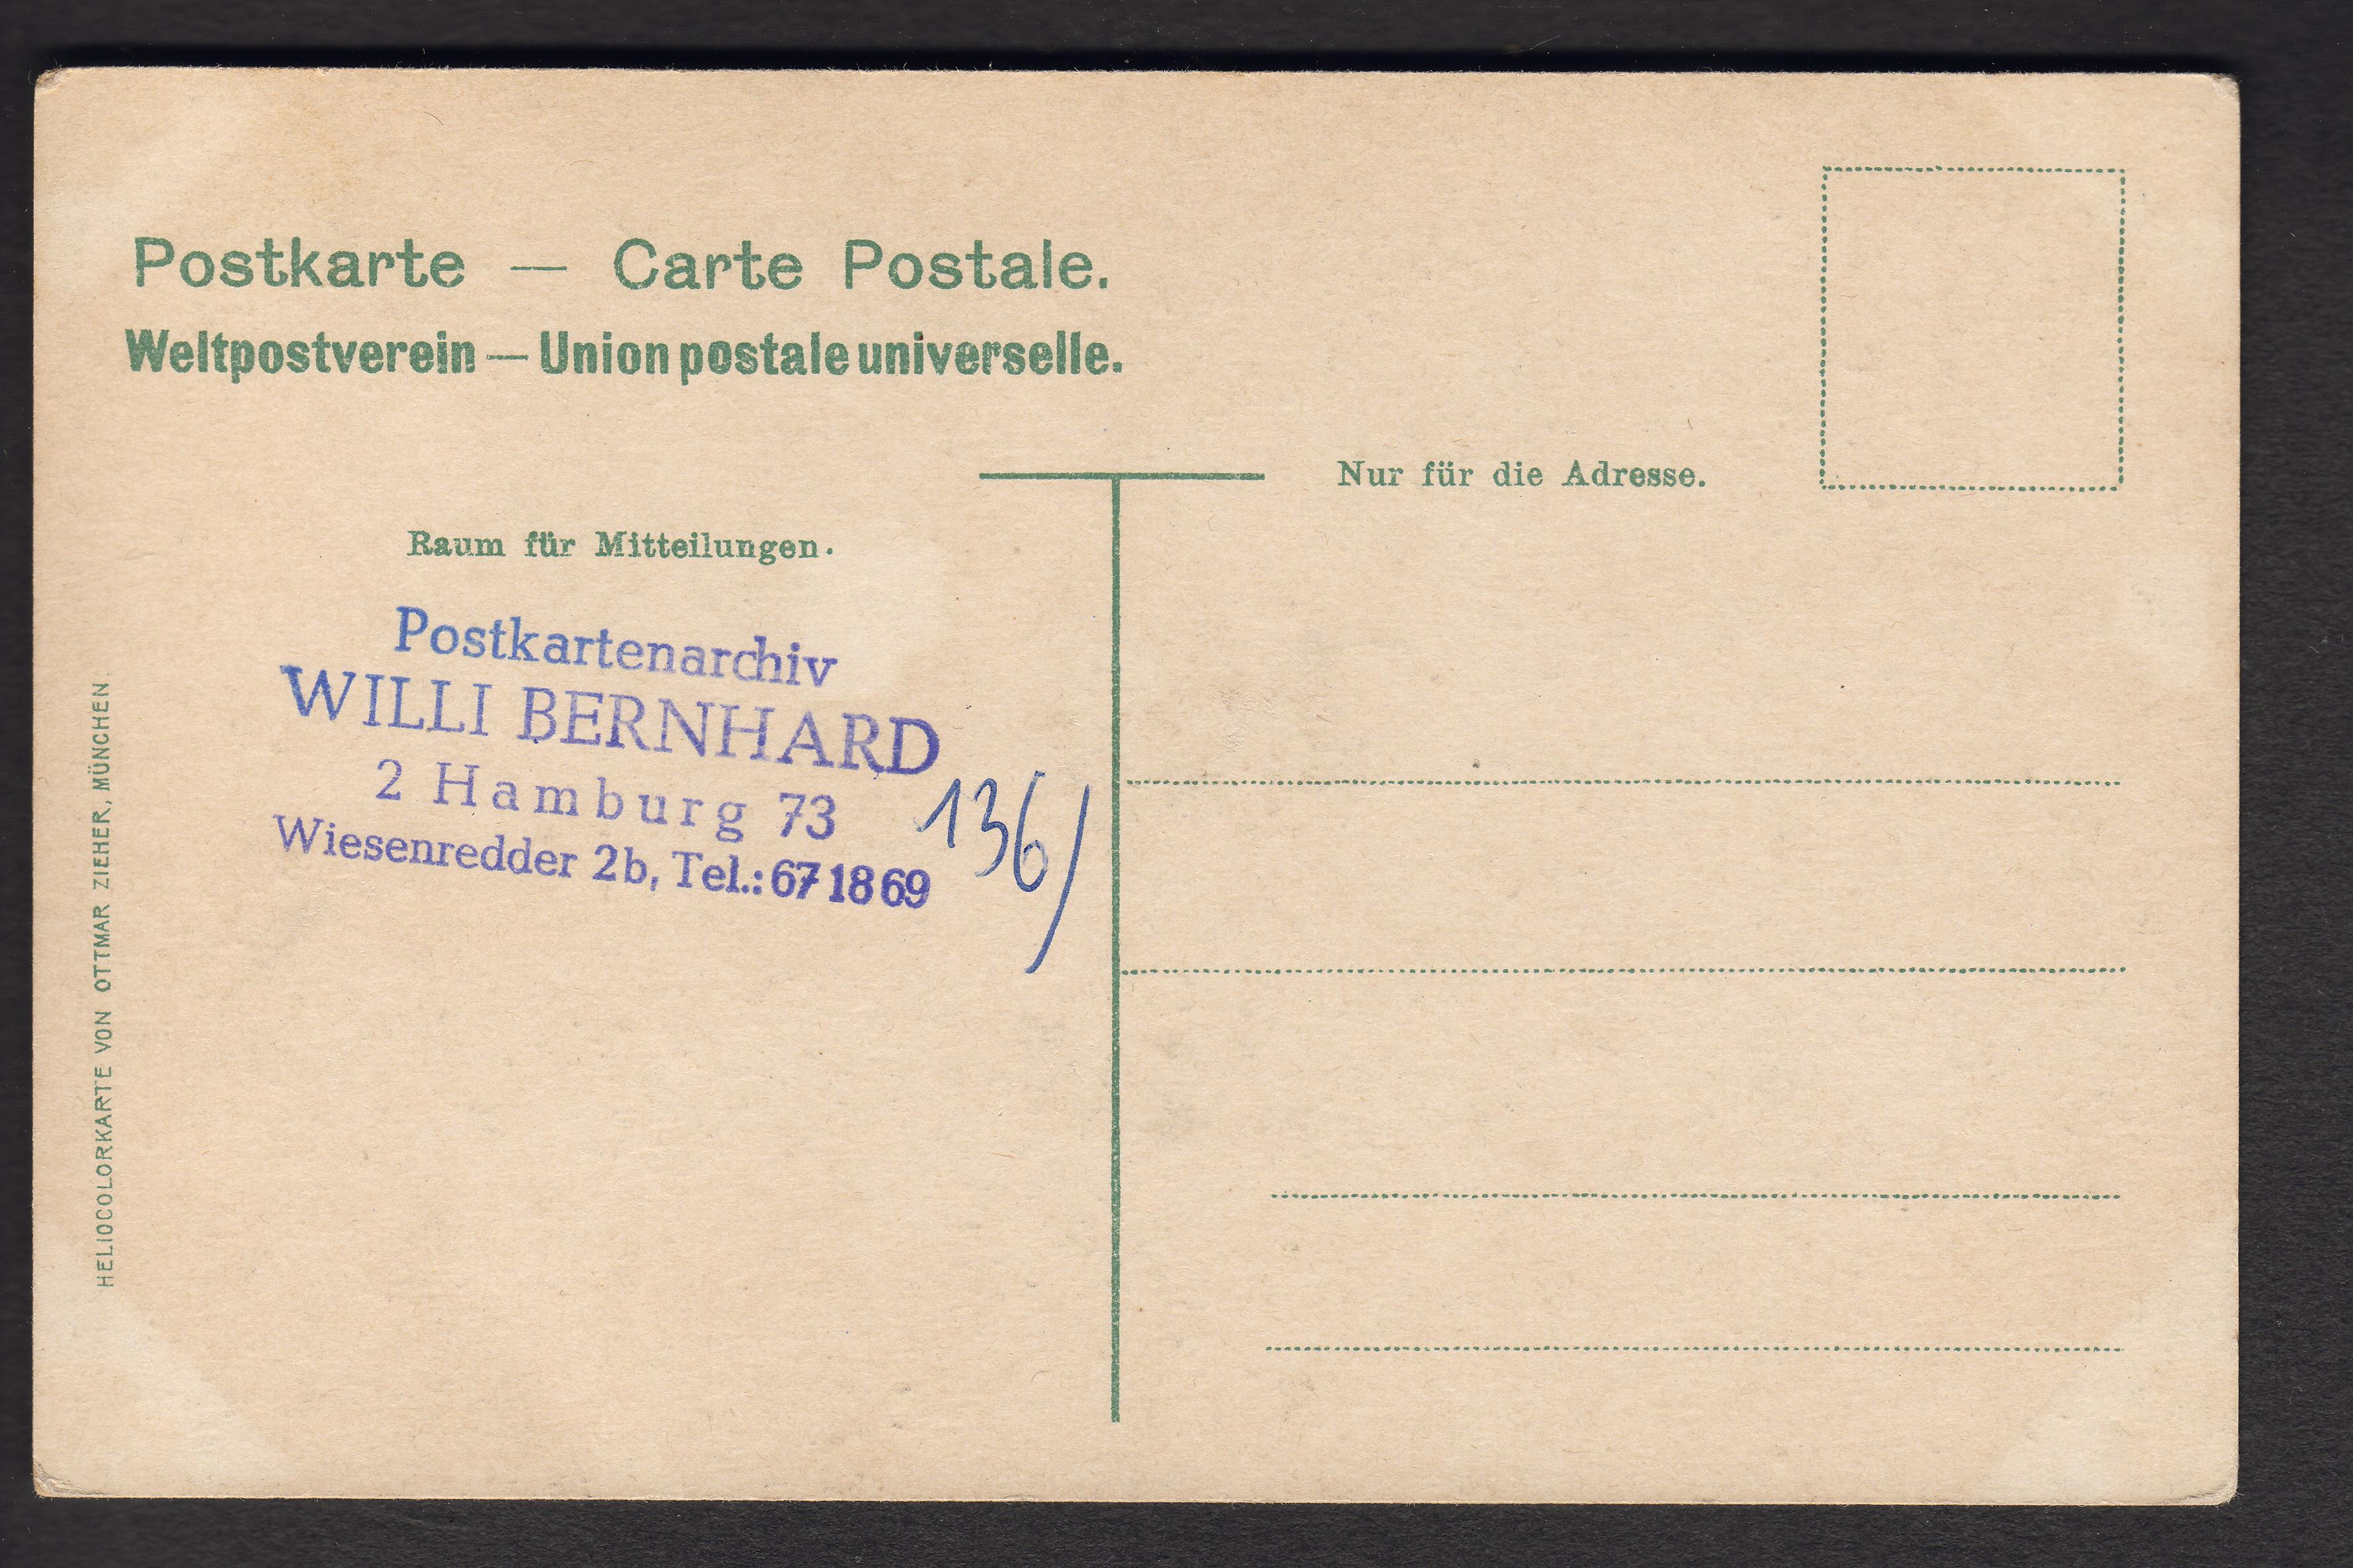 Postkarte — Carte Postale.
Weltpostverein — Union postale universelle.
Nur für die Adresse.
Raum für Mitteilungen.
Postkartenarchiv
WILLI BERNHARD
2 Hamburg 73
Wiesenredder 2b, Tel.: 67 18 69
136/
HELIOCOLORKARTE VON OTTMAR ZIEHER, MÜNCHEN.